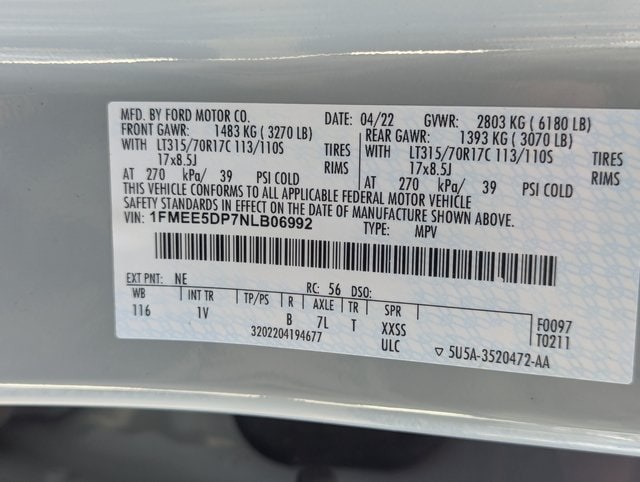 MFD. BY FORD MOTOR CO. DATE: 04/22 GVWR: 2803 KG ( 6180 LB)
FRONT GAWR: 1483 KG ( 3270 LB) REAR GAWR: 1393 KG ( 3070 LB)
WITH LT315/70R17C 113/110S TIRES WITH LT315/70R17C 113/110S TIRES
17x8.5J RIMS 17x8.5J RIMS
AT 270 kPa/ 39 PSI COLD AT 270 kPa/ 39 PSI COLD
THIS VEHICLE CONFORMS TO ALL APPLICABLE FEDERAL MOTOR VEHICLE
SAFETY STANDARDS IN EFFECT ON THE DATE OF MANUFACTURE SHOWN ABOVE.
VIN: 1FMEE5DP7NLB06992 TYPE: MPV
EXT PNT: NE RC: 56 DSO:
WB INT TR TP/PS R AXLE TR SPR
116 1V B 7L T XXSS F0097
3202204194677 ULC T0211
▽ 5U5A-3520472-AA